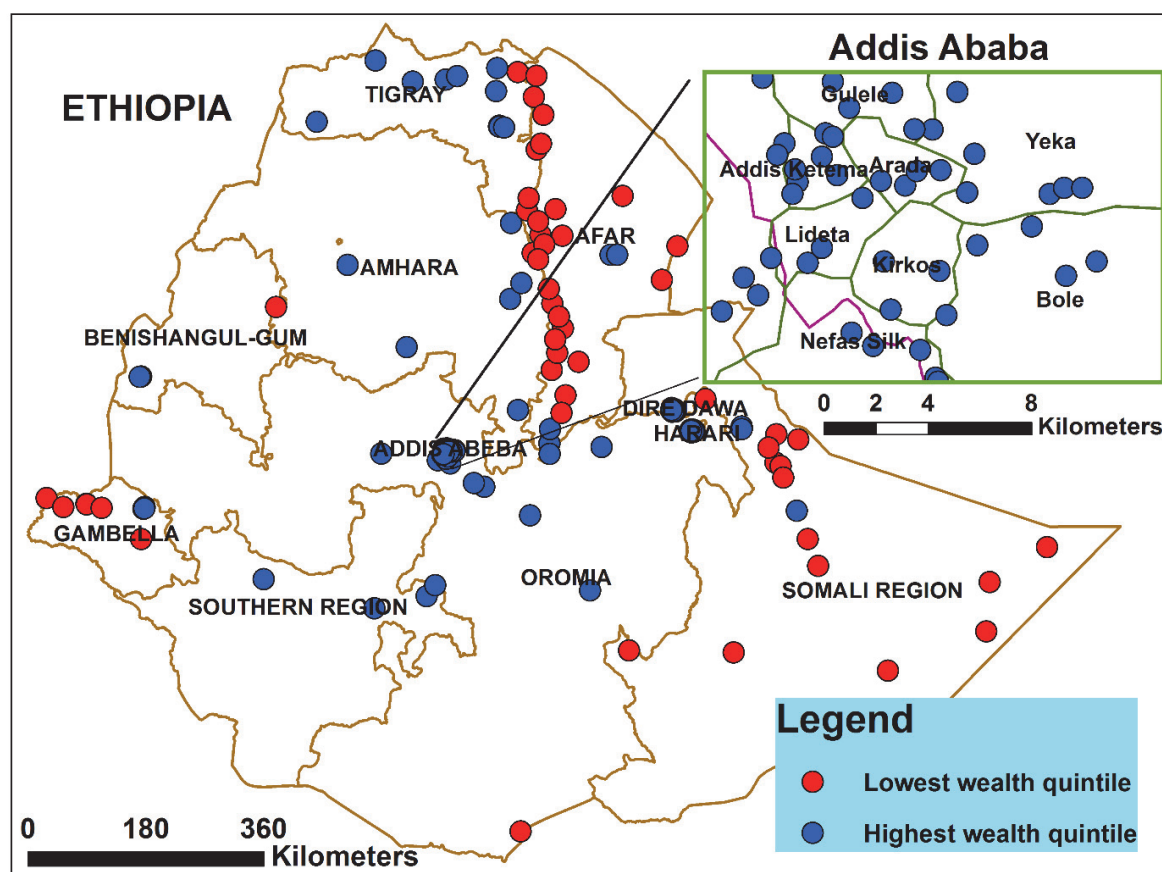 Addis Ababa
ETHIOPIA
TIGRAY
Gulele
Yeka
Addis Ketema
Arada
Lideta
Kirkos
Bole
Nefas Silk
0 2 4 8
Kilometers
AFAR
AMHARA
BENISHANGUL-GUM
DIRE DAWA
HARARI
ADDIS ABEBA
GAMBELLA
OROMIA
SOUTHERN REGION
SOMALI REGION
Legend
Lowest wealth quintile
Highest wealth quintile
0 180 360
Kilometers